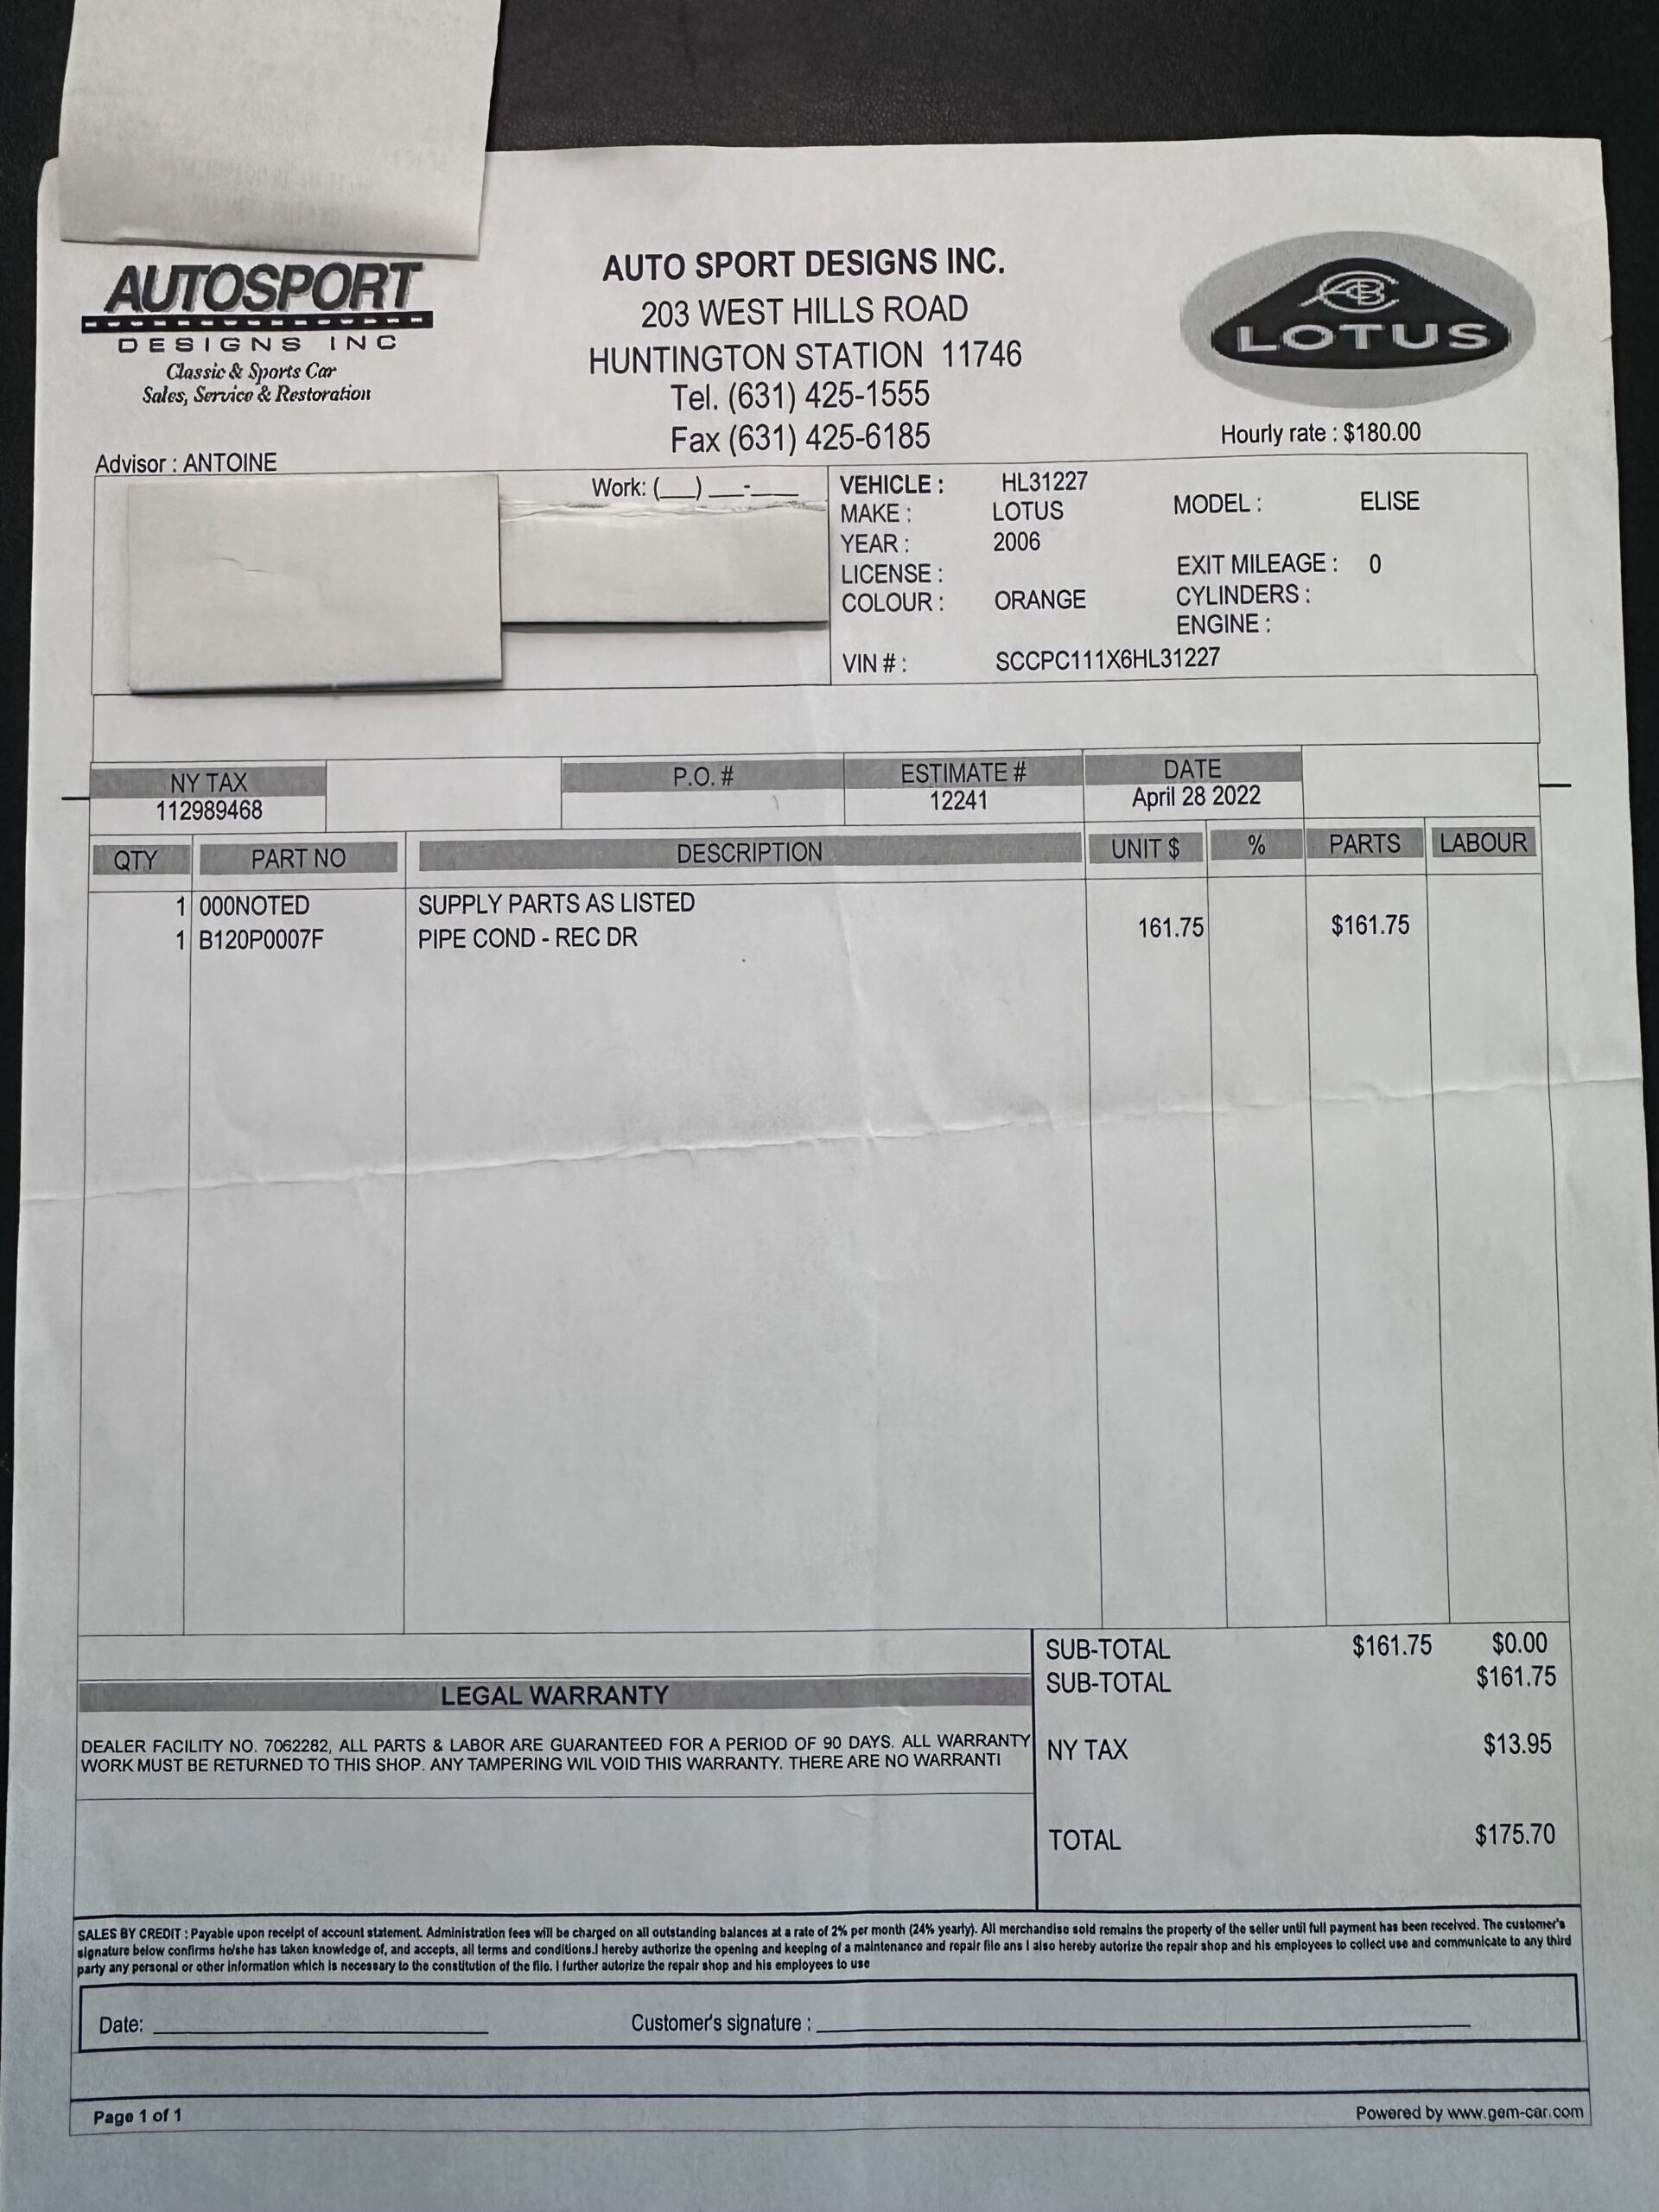 AUTOSPORT
DESIGNS INC
Classic & Sports Car
Sales, Service & Restoration
AUTO SPORT DESIGNS INC.
203 WEST HILLS ROAD
HUNTINGTON STATION 11746
Tel. (631) 425-1555
Fax (631) 425-6185
LOTUS
Hourly rate : $180.00
Advisor : ANTOINE
Work: (__) __-___
VEHICLE : HL31227
MAKE : LOTUS
MODEL : ELISE
YEAR : 2006
LICENSE :
EXIT MILEAGE : 0
COLOUR : ORANGE
CYLINDERS :
ENGINE :
VIN # : SCCPC111X6HL31227
NY TAX P.O. # ESTIMATE # DATE
112989468 12241 April 28 2022
QTY PART NO DESCRIPTION UNIT $ % PARTS LABOUR
1 000NOTED SUPPLY PARTS AS LISTED
1 B120P0007F PIPE COND - REC DR 161.75 $161.75
SUB-TOTAL $161.75 $0.00
SUB-TOTAL $161.75
LEGAL WARRANTY
DEALER FACILITY NO. 7062282, ALL PARTS & LABOR ARE GUARANTEED FOR A PERIOD OF 90 DAYS. ALL WARRANTY
WORK MUST BE RETURNED TO THIS SHOP. ANY TAMPERING WIL VOID THIS WARRANTY. THERE ARE NO WARRANTI
NY TAX $13.95
TOTAL $175.70
SALES BY CREDIT : Payable upon receipt of account statement. Administration fees will be charged on all outstanding balances at a rate of 2% per month (24% yearly). All merchandise sold remains the property of the seller until full payment has been received. The customer's
signature below confirms he/she has taken knowledge of, and accepts, all terms and conditions.I hereby authorize the opening and keeping of a maintenance and repair file ans I also hereby autorize the repair shop and his employees to collect use and communicate to any third
party any personal or other information which is necessary to the constitution of the file. I further autorize the repair shop and his employees to use
Date: ____________ Customer's signature : ____________
Page 1 of 1
Powered by www.gem-car.com